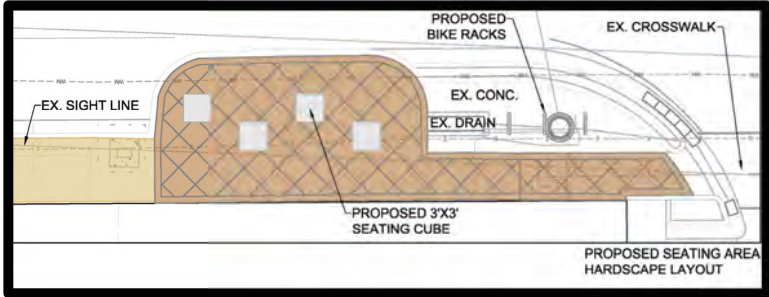 PROPOSED
BIKE RACKS
EX. CROSSWALK
EX. SIGHT LINE
EX. CONC.
EX. DRAIN
PROPOSED 3'X3'
SEATING CUBE
PROPOSED SEATING AREA
HARDSCAPE LAYOUT